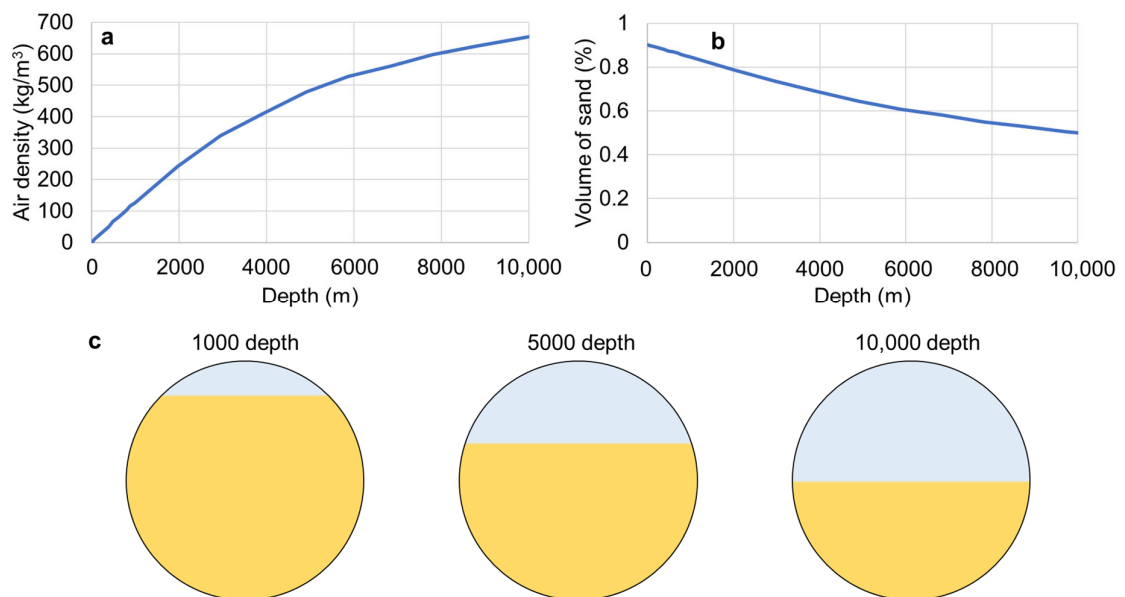 a
Air density (kg/m³)
700
600
500
400
300
200
100
0
0 2000 4000 6000 8000 10,000
Depth (m)
b
Volume of sand (%)
1
0.8
0.6
0.4
0.2
0
0 2000 4000 6000 8000 10,000
Depth (m)
c
1000 depth
5000 depth
10,000 depth